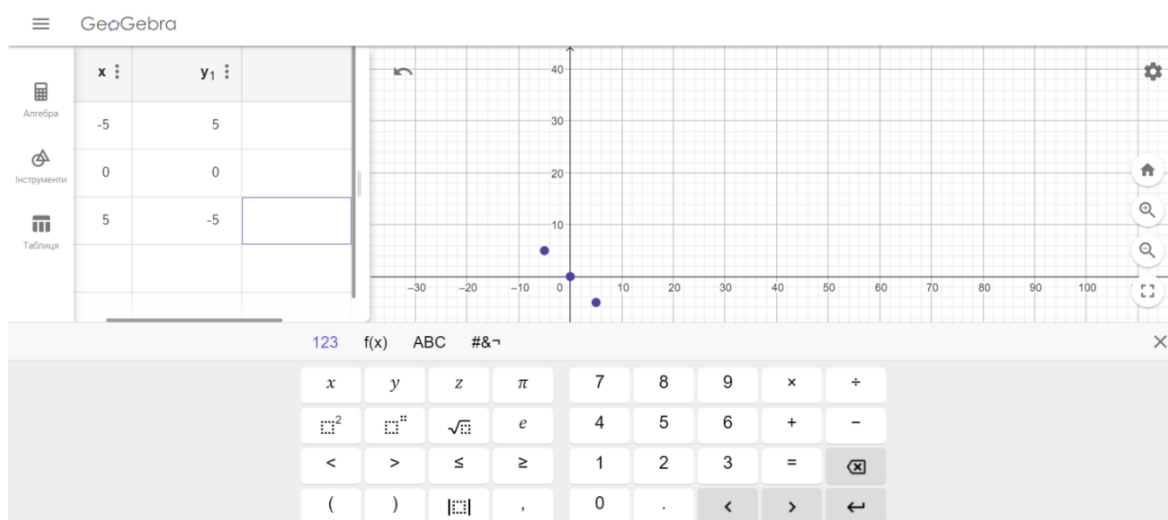 GeoGebra
x y₁
-5 5
0 0
5 -5
Алгебра
Інструменти
Таблиця
40
30
20
10
–30 –20 –10 0 10 20 30 40 50 60 70 80 90 100
123 f(x) ABC #&¬
x y z π 7 8 9 × ÷
2 e 4 5 6 + −
< > ≤ ≥ 1 2 3 =
( ) , 0 .